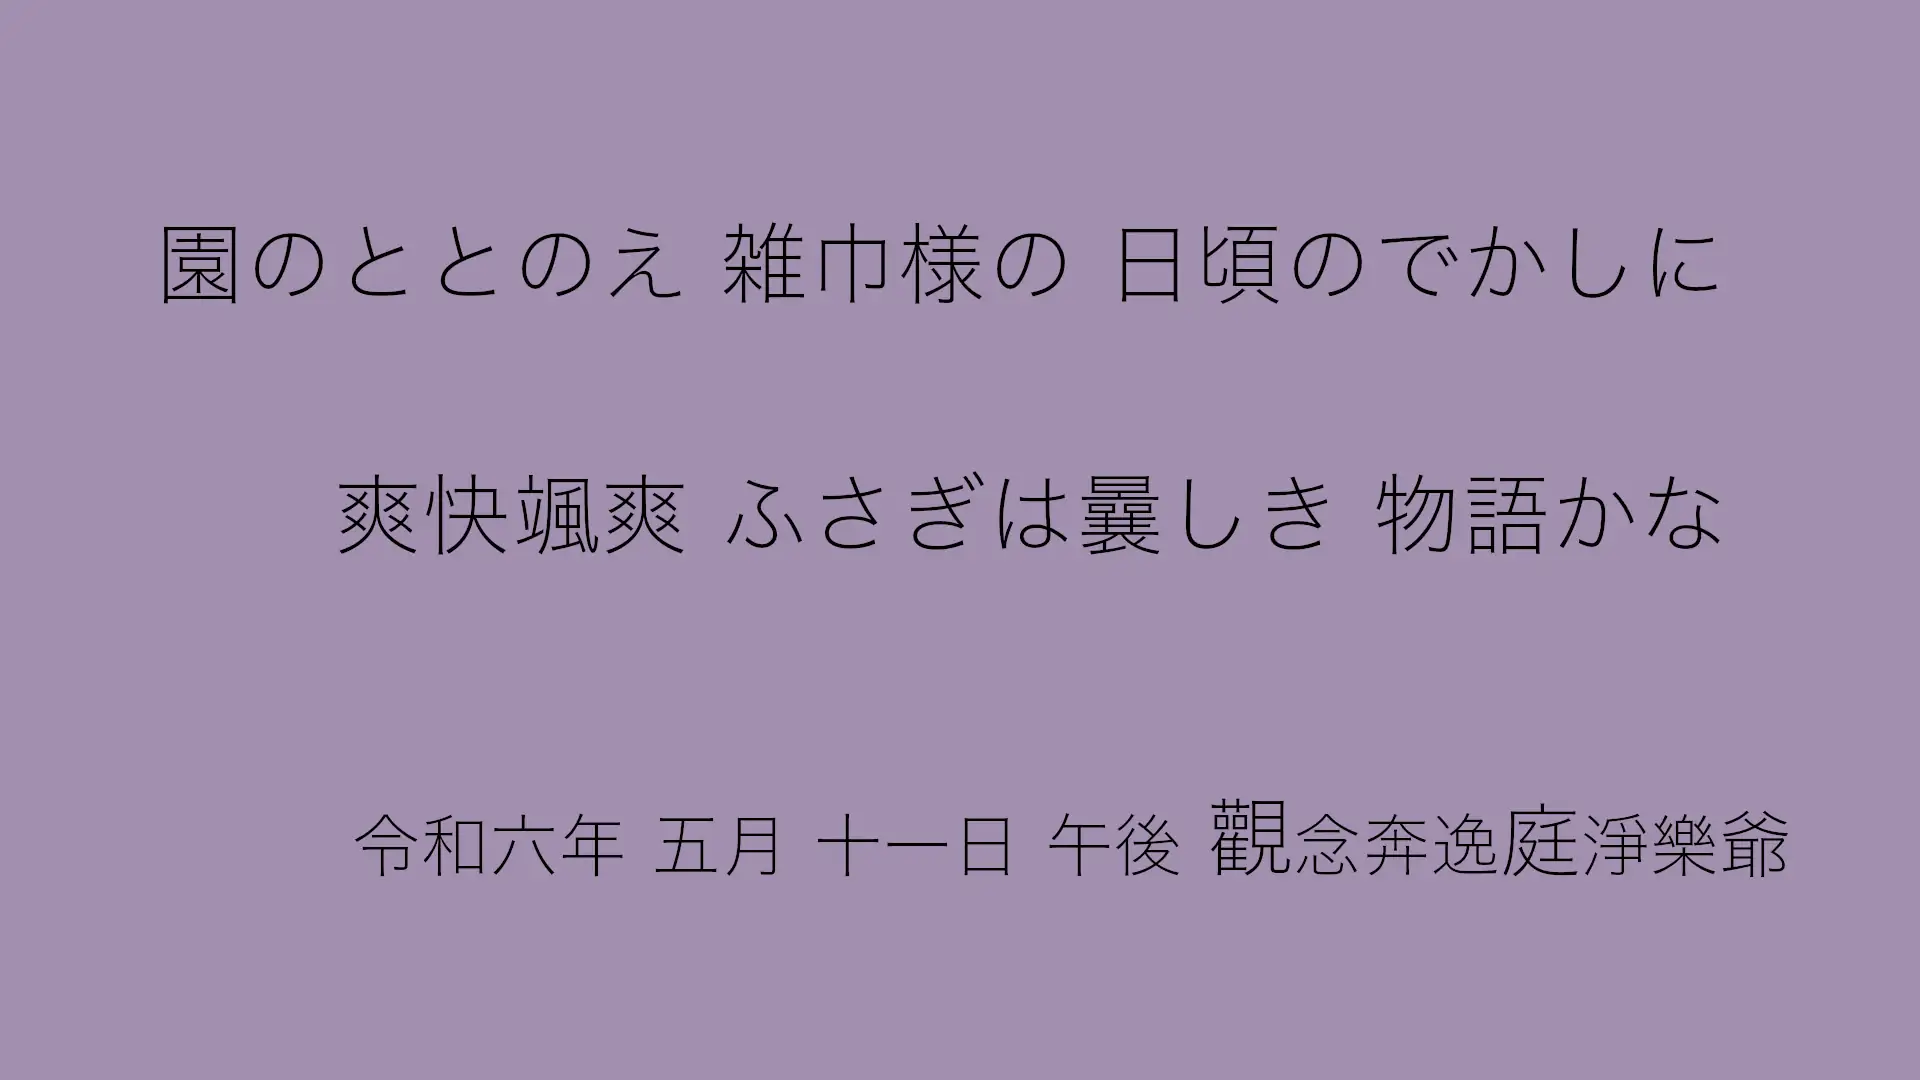 園のととのえ 雑巾様の 日頃のでかしに
爽快颯爽 ふさぎは曩しき 物語かな
令和六年 五月 十一日 午後 觀念奔逸庭淨樂爺